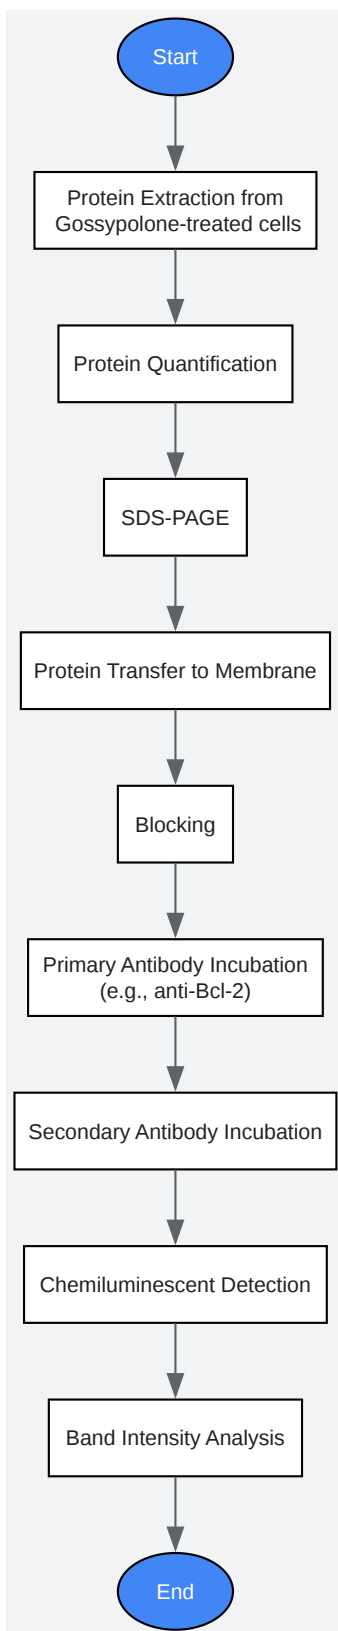 Start
Protein Extraction from
Gossypolone-treated cells
Protein Quantification
SDS-PAGE
Protein Transfer to Membrane
Blocking
Primary Antibody Incubation
(e.g., anti-Bcl-2)
Secondary Antibody Incubation
Chemiluminescent Detection
Band Intensity Analysis
End